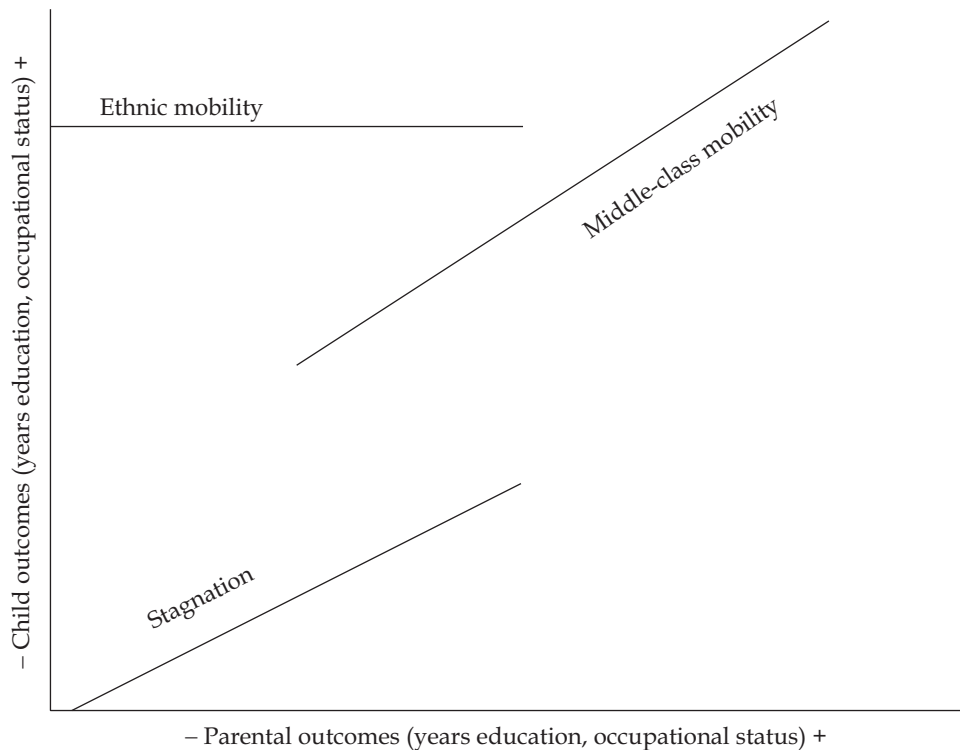 Ethnic mobility
Middle-class mobility
Stagnation
– Child outcomes (years education, occupational status) +
– Parental outcomes (years education, occupational status) +